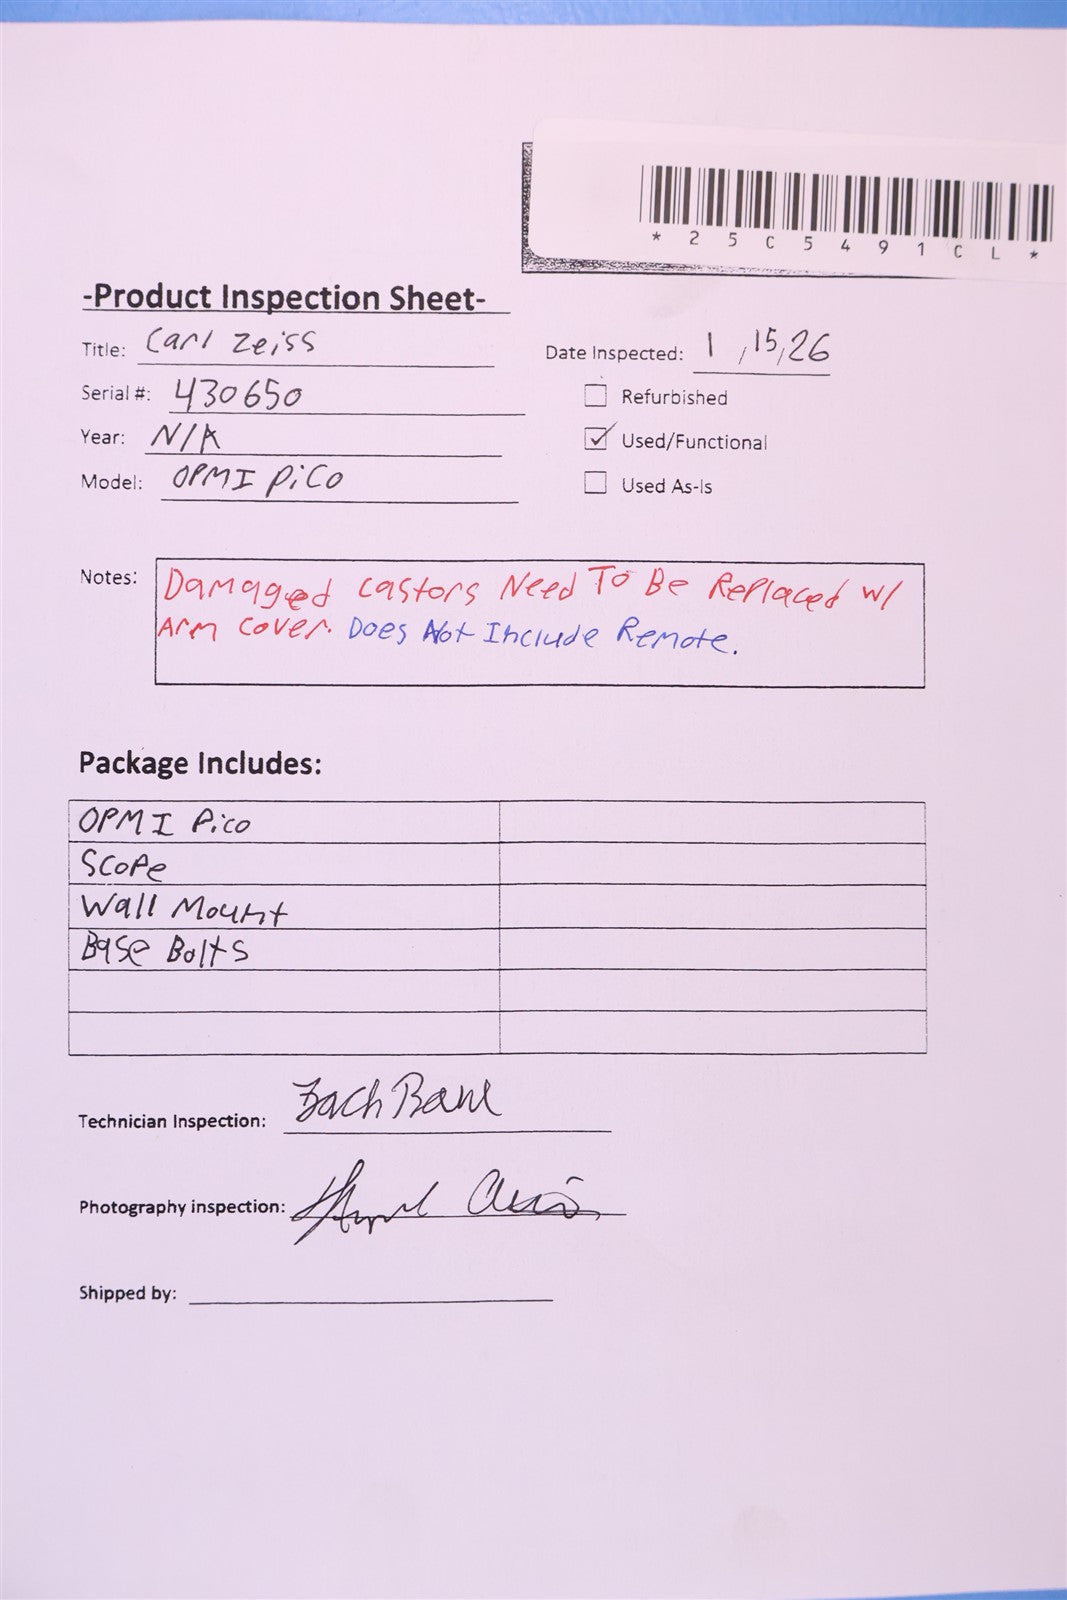 * 2 5 C 5 4 9 1 C L *
-Product Inspection Sheet-
Title: Carl Zeiss
Date Inspected: 1 , 15, 26
Serial #: 430650
Refurbished
Year: N/A
Used/Functional
Model: OPMI PiCo
Used As-Is
Notes: Damaged castors Need To Be Replaced w/
Arm cover. Does Not Include Remote.
Package Includes:
OPMI Pico
Scope
Wall Mount
Base Bolts
Technician Inspection: Zach
Photography inspection:
Shipped by: